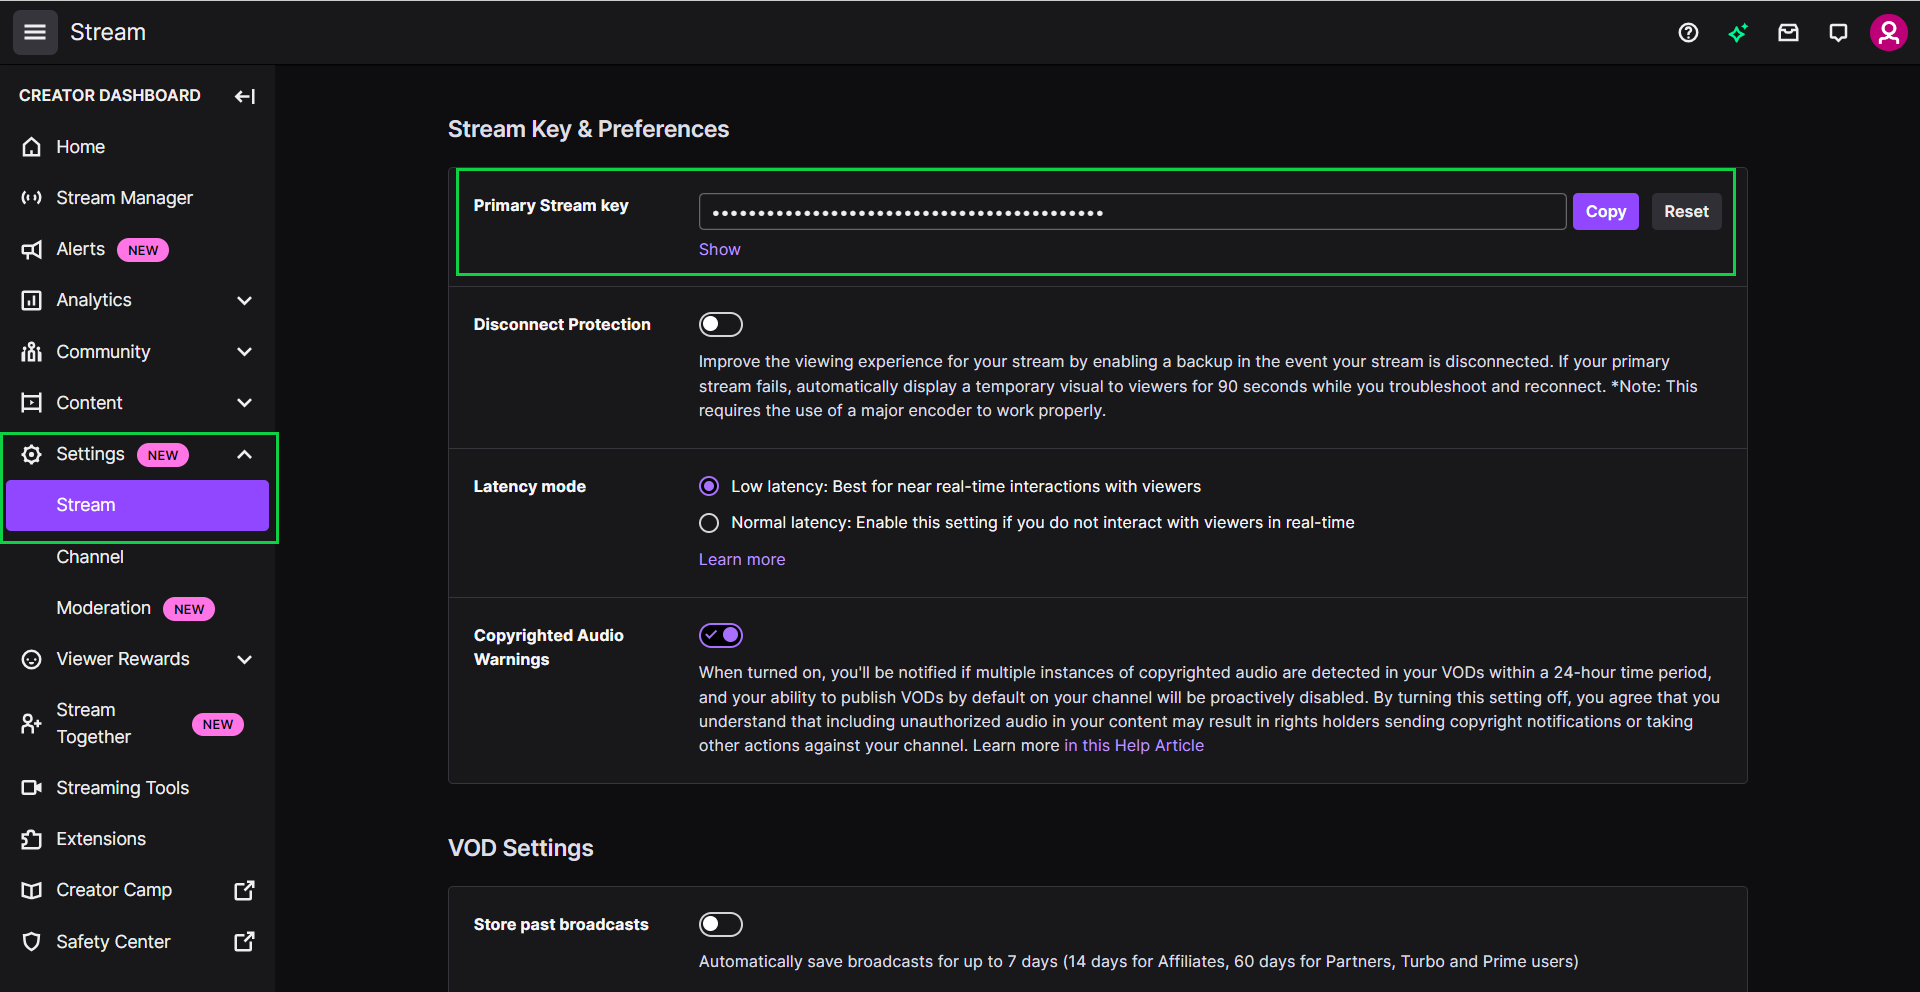 Stream
CREATOR DASHBOARD
Home
Stream Manager
Alerts NEW
Analytics
Community
Content
Settings NEW
Stream
Channel
Moderation NEW
Viewer Rewards
Stream
Together NEW
Streaming Tools
Extensions
Creator Camp
Safety Center
Stream Key & Preferences
Primary Stream key
••••••••••••••••••••••••••••••••••••••••••• Copy Reset
Show
Disconnect Protection
Improve the viewing experience for your stream by enabling a backup in the event your stream is disconnected. If your primary
stream fails, automatically display a temporary visual to viewers for 90 seconds while you troubleshoot and reconnect. *Note: This
requires the use of a major encoder to work properly.
Latency mode
Low latency: Best for near real-time interactions with viewers
Normal latency: Enable this setting if you do not interact with viewers in real-time
Learn more
Copyrighted Audio
Warnings
When turned on, you'll be notified if multiple instances of copyrighted audio are detected in your VODs within a 24-hour time period,
and your ability to publish VODs by default on your channel will be proactively disabled. By turning this setting off, you agree that you
understand that including unauthorized audio in your content may result in rights holders sending copyright notifications or taking
other actions against your channel. Learn more in this Help Article
VOD Settings
Store past broadcasts
Automatically save broadcasts for up to 7 days (14 days for Affiliates, 60 days for Partners, Turbo and Prime users)